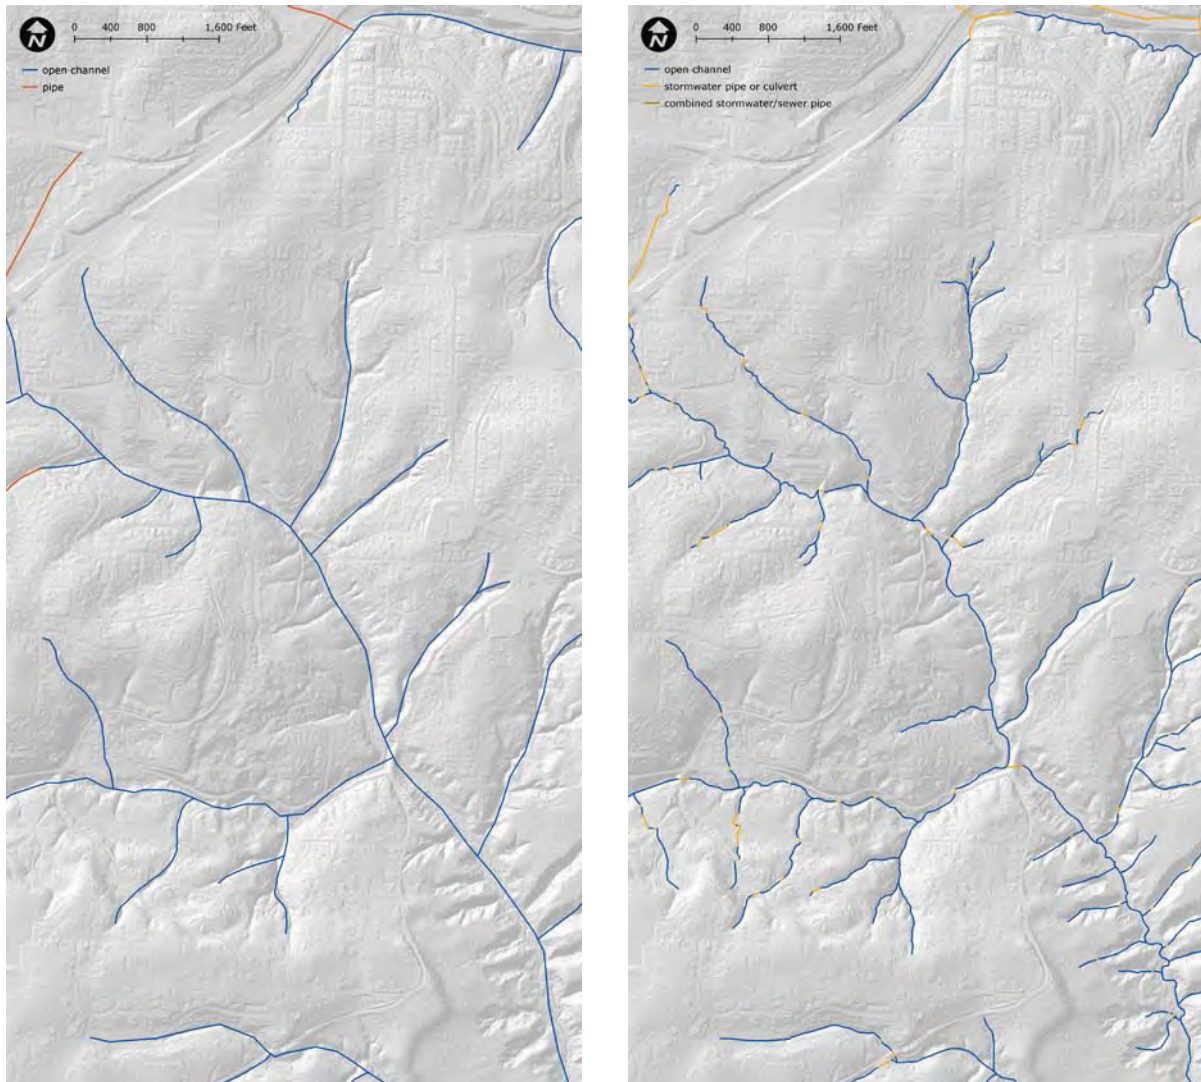 N
0 400 800 1,600 Feet
open channel
pipe
N
0 400 800 1,600 Feet
open channel
stormwater pipe or culvert
combined stormwater/sewer pipe